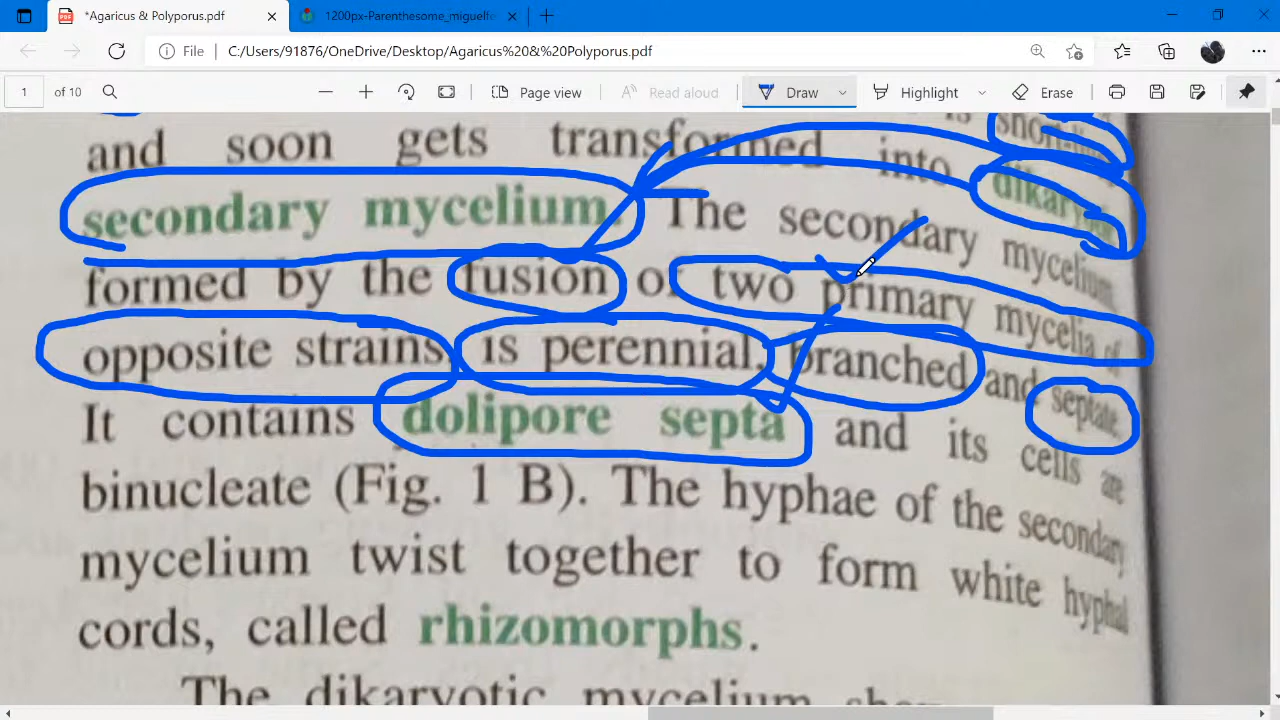 *Agaricus & Polyporus.pdf
1200px-Parenthesome_miguelfe
File C:/Users/91876/OneDrive/Desktop/Agaricus%20&%20Polyporus.pdf
1 of 10 Page view Read aloud Draw Highlight Erase
is short-
and soon gets transformed into dikaryotic
secondary mycelium. The secondary mycelium
formed by the fusion of two primary mycelia of
opposite strains, is perennial, branched and septate.
It contains dolipore septa and its cells are
binucleate (Fig. 1 B). The hyphae of the secondary
mycelium twist together to form white hyphal
cords, called rhizomorphs.
The dikaryotic mycelium